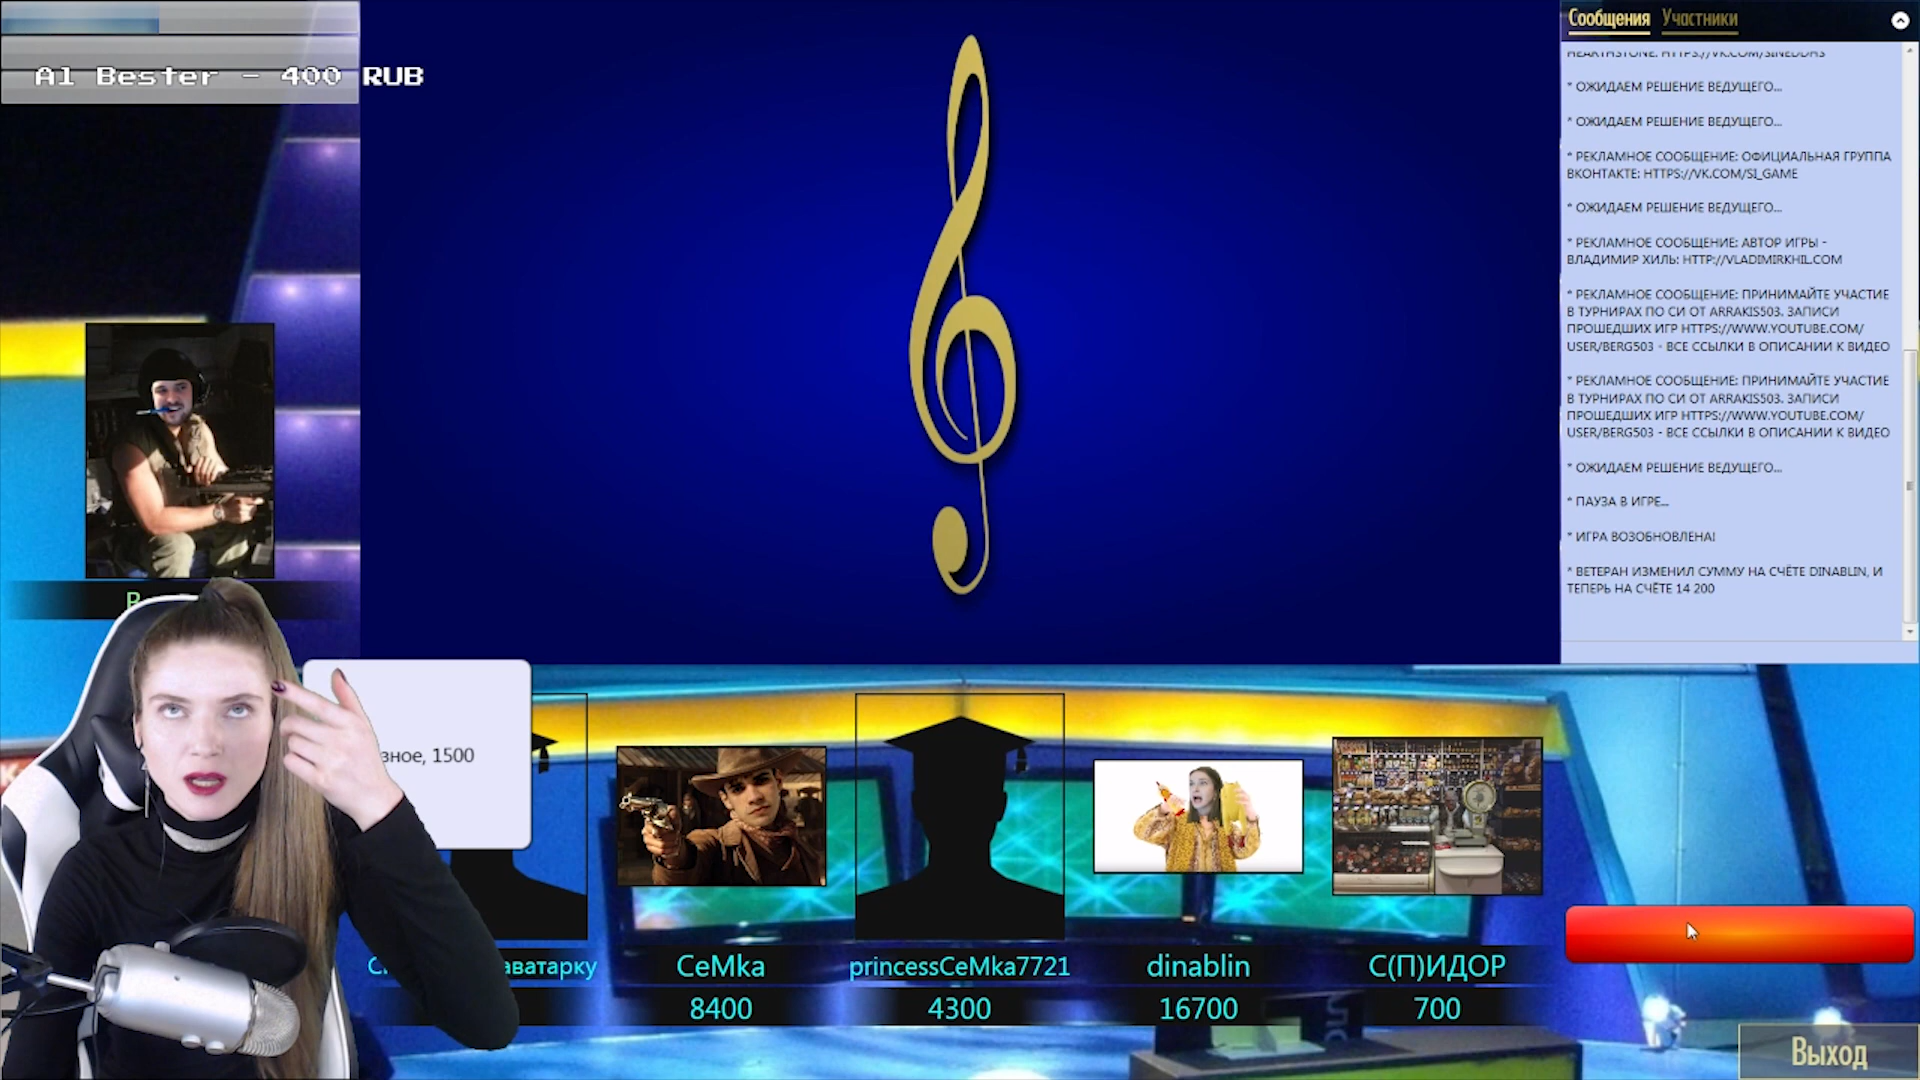 Al Bester - 400 RUB
Сообщения Участники
HEARTHSTONE: HTTPS://VK.COM/SINEDDHS
* ОЖИДАЕМ РЕШЕНИЕ ВЕДУЩЕГО...
* ОЖИДАЕМ РЕШЕНИЕ ВЕДУЩЕГО...
* РЕКЛАМНОЕ СООБЩЕНИЕ: ОФИЦИАЛЬНАЯ ГРУППА
ВКОНТАКТЕ: HTTPS://VK.COM/SI_GAME
* ОЖИДАЕМ РЕШЕНИЕ ВЕДУЩЕГО...
* РЕКЛАМНОЕ СООБЩЕНИЕ: АВТОР ИГРЫ -
ВЛАДИМИР ХИЛЬ: HTTP://VLADIMIRKHIL.COM
* РЕКЛАМНОЕ СООБЩЕНИЕ: ПРИНИМАЙТЕ УЧАСТИЕ
В ТУРНИРАХ ПО СИ ОТ ARRAKIS503. ЗАПИСИ
ПРОШЕДШИХ ИГР HTTPS://WWW.YOUTUBE.COM/
USER/BERG503 - ВСЕ ССЫЛКИ В ОПИСАНИИ К ВИДЕО
* РЕКЛАМНОЕ СООБЩЕНИЕ: ПРИНИМАЙТЕ УЧАСТИЕ
В ТУРНИРАХ ПО СИ ОТ ARRAKIS503. ЗАПИСИ
ПРОШЕДШИХ ИГР HTTPS://WWW.YOUTUBE.COM/
USER/BERG503 - ВСЕ ССЫЛКИ В ОПИСАНИИ К ВИДЕО
* ОЖИДАЕМ РЕШЕНИЕ ВЕДУЩЕГО...
* ПАУЗА В ИГРЕ...
* ИГРА ВОЗОБНОВЛЕНА!
* ВЕТЕРАН ИЗМЕНИЛ СУММУ НА СЧЁТЕ DINABLIN, И
ТЕПЕРЬ НА СЧЁТЕ 14 200
зное, 1500
аватарку
CeMka
princessCeMka7721
dinablin
С(П)ИДОР
8400
4300
16700
700
Выход